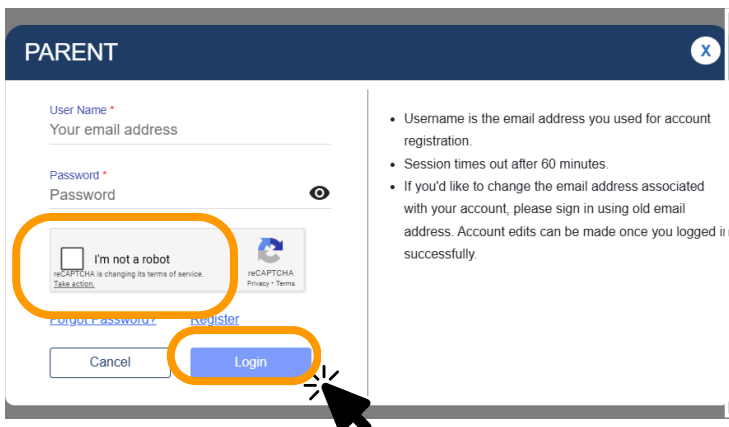 PARENT
X
User Name *
Your email address
Password *
Password
I'm not a robot
reCAPTCHA is changing its terms of service.
Take action.
reCAPTCHA
Privacy • Terms
Forgot Password?
Register
Cancel
Login
• Username is the email address you used for account
registration.
• Session times out after 60 minutes.
• If you'd like to change the email address associated
with your account, please sign in using old email
address. Account edits can be made once you logged in
successfully.